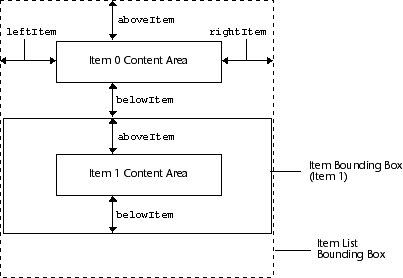 aboveItem
leftItem
rightItem
Item 0 Content Area
belowItem
aboveItem
Item 1 Content Area
Item Bounding Box
(Item 1)
belowItem
Item List
Bounding Box